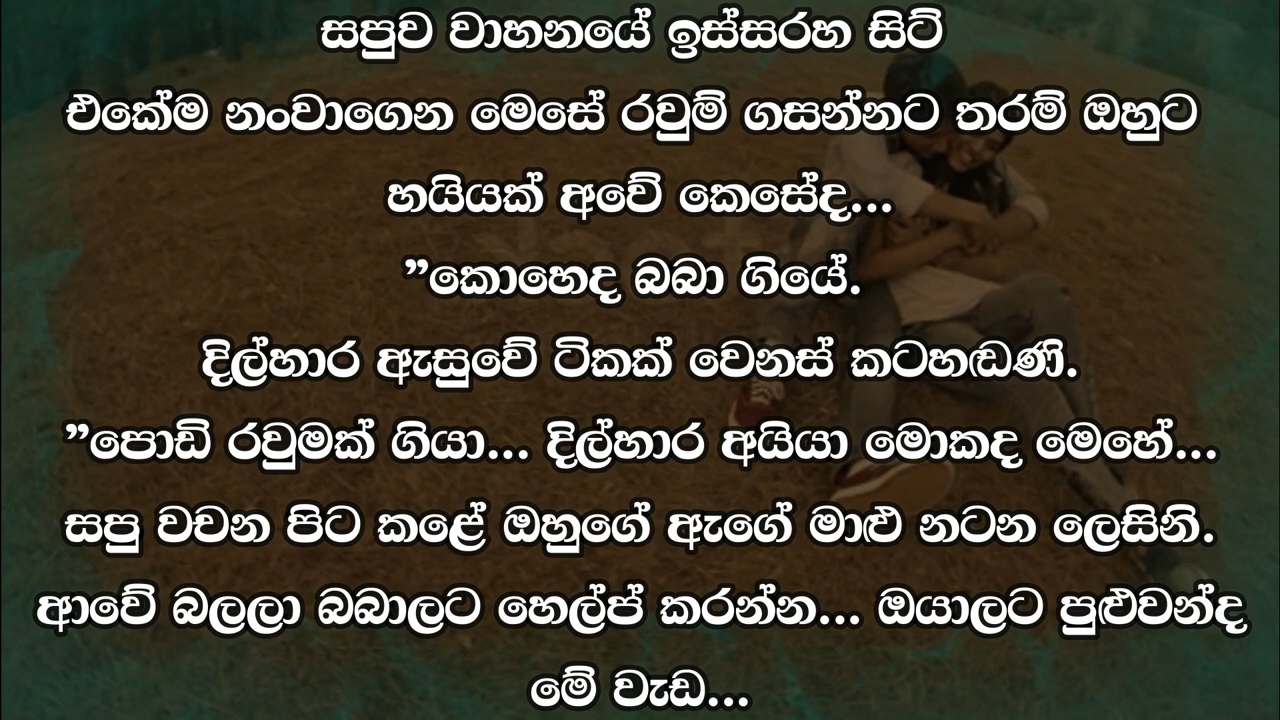 සපුව වාහනයේ ඉස්සරහ සිට්
එකේම නංවාගෙන මෙසේ රවුම් ගසන්නට තරම් ඔහුට
හයියක් අවේ කෙසේද...
”කොහෙද බබා ගියේ.
දිල්හාර ඇසුවේ ටිකක් වෙනස් කටහඬණි.
”පොඩි රවුමක් ගියා... දිල්හාර අයියා මොකද මෙහේ...
සපු වචන පිට කළේ ඔහුගේ ඇගේ මාළු නටන ලෙසිනි.
ආවේ බලලා බබාලට හෙල්ප් කරන්න... ඔයාලට පුළුවන්ද
මේ වැඩ...